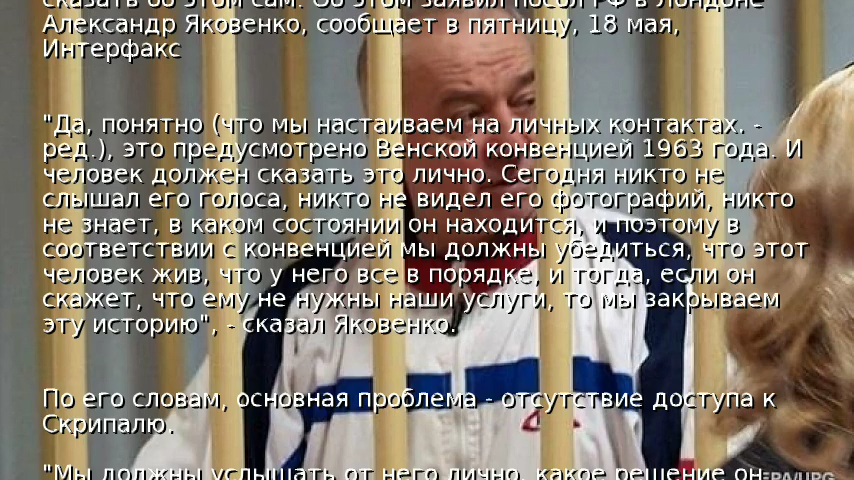 сказать об этом сам. Об этом заявил посол РФ в Лондоне
Александр Яковенко, сообщает в пятницу, 18 мая,
Интерфакс
"Да, понятно (что мы настаиваем на личных контактах. -
ред.), это предусмотрено Венской конвенцией 1963 года. И
человек должен сказать это лично. Сегодня никто не
слышал его голоса, никто не видел его фотографий, никто
не знает, в каком состоянии он находится, и поэтому в
соответствии с конвенцией мы должны убедиться, что этот
человек жив, что у него все в порядке, и тогда, если он
скажет, что ему не нужны наши услуги, то мы закрываем
эту историю", - сказал Яковенко.
По его словам, основная проблема - отсутствие доступа к
Скрипалю.
"Мы должны услышать от него лично, какое решение он
EPA/UPG